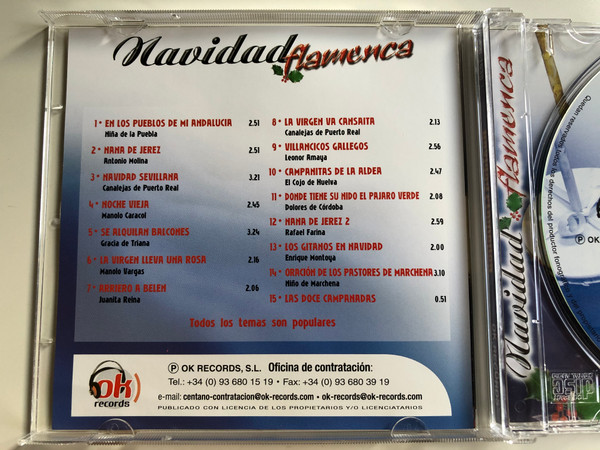 Navidad flamenca
1* EN LOS PUEBLOS DE MI ANDALUCIA 2.51
Niña de la Puebla
2* NANA DE JEREZ 2.51
Antonio Molina
3* NAVIDAD SEVILLANA 3.21
Canalejas de Puerto Real
4* NOCHE VIEJA 2.45
Manolo Caracol
5* SE ALQUILAN BALCONES 3.24
Gracia de Triana
6* LA VIRGEN LLEVA UNA ROSA 2.16
Manolo Vargas
7* ARRIERO A BELEN 2.06
Juanita Reina
8* LA VIRGEN VA CANSAITA 2.13
Canalejas de Puerto Real
9* VILLANCICOS GALLEGOS 2.56
Leonor Amaya
10* CAMPANITAS DE LA ALDEA 2.47
El Cojo de Huelva
11* DONDE TIENE SU NIDO EL PAJARO VERDE 2.08
Dolores de Córdoba
12* NANA DE JEREZ 2 2.59
Rafael Farina
13* LOS GITANOS EN NAVIDAD 2.00
Enrique Montoya
14* ORACIÓN DE LOS PASTORES DE MARCHENA 3.10
Niño de Marchena
15* LAS DOCE CAMPANADAS 0.51
Todos los temas son populares
ok records
Ⓟ OK RECORDS, S.L. Oficina de contratación:
Tel.: +34 (0) 93 680 15 19 • Fax: +34 (0) 93 680 39 19
e-mail: centano-contratacion@ok-records.com • ok-records@ok-records.com
PUBLICADO CON LICENCIA DE LOS PROPIETARIOS Y/O LICENCIATARIOS
Navidad flamenca
Quedan reservados todos los derechos del productor
Ⓟ OK